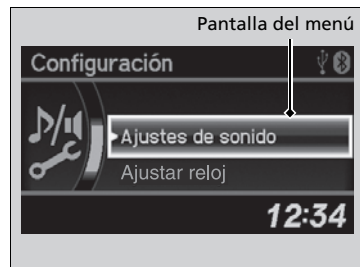 Pantalla del menú
Configuración
Ajustes de sonido
Ajustar reloj
12:34